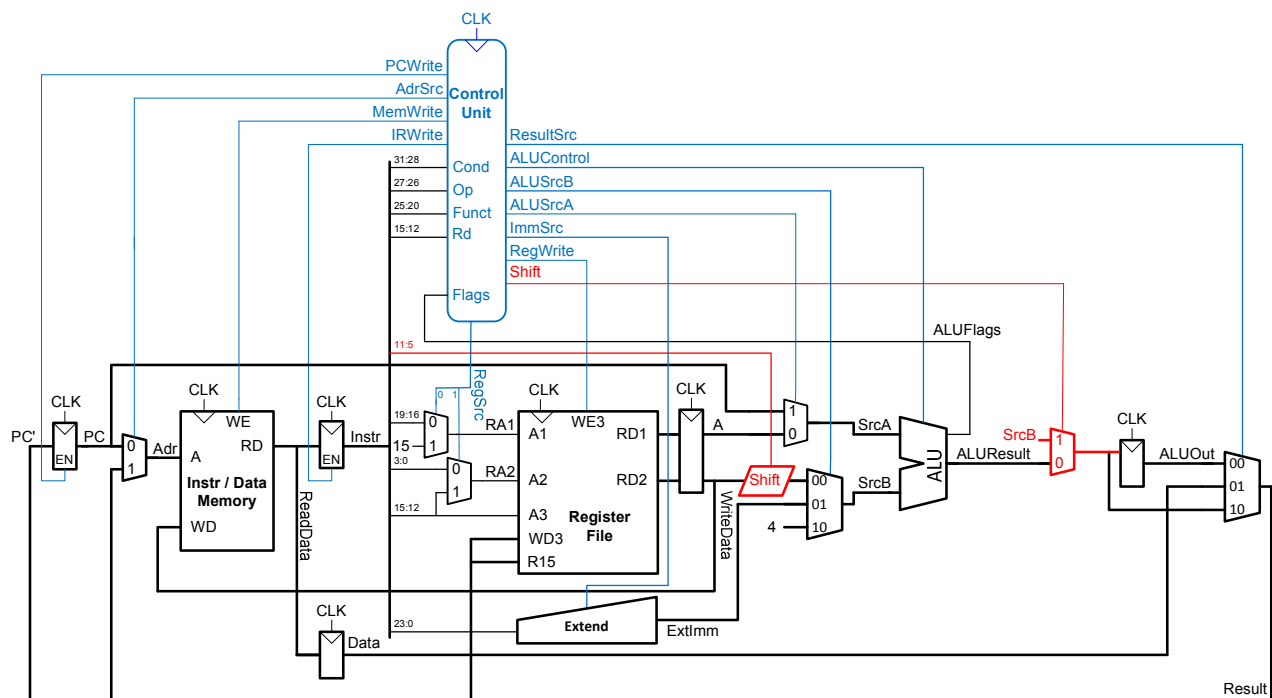 CLK
PCWrite
AdrSrc
MemWrite
IRWrite
Control
Unit
ResultSrc
ALUControl
ALUSrcB
ALUSrcA
ImmSrc
RegWrite
Shift
31:28
Cond
27:26
Op
25:20
Funct
15:12
Rd
Flags
ALUFlags
11:5
RegSrc
0 1
CLK
PC'
PC
EN
0
1
Adr
CLK
WE
RD
A
Instr / Data
Memory
WD
ReadData
CLK
Instr
EN
19:16
15
0
1
RA1
3:0
0
1
RA2
15:12
CLK
WE3
A1
RD1
A2
RD2
A3
Register
File
WD3
R15
CLK
A
WriteData
Shift
1
0
SrcA
00
01
10
4
SrcB
ALU
ALUResult
SrcB
1
0
CLK
ALUOut
00
01
10
23:0
Extend
ExtImm
CLK
Data
Result